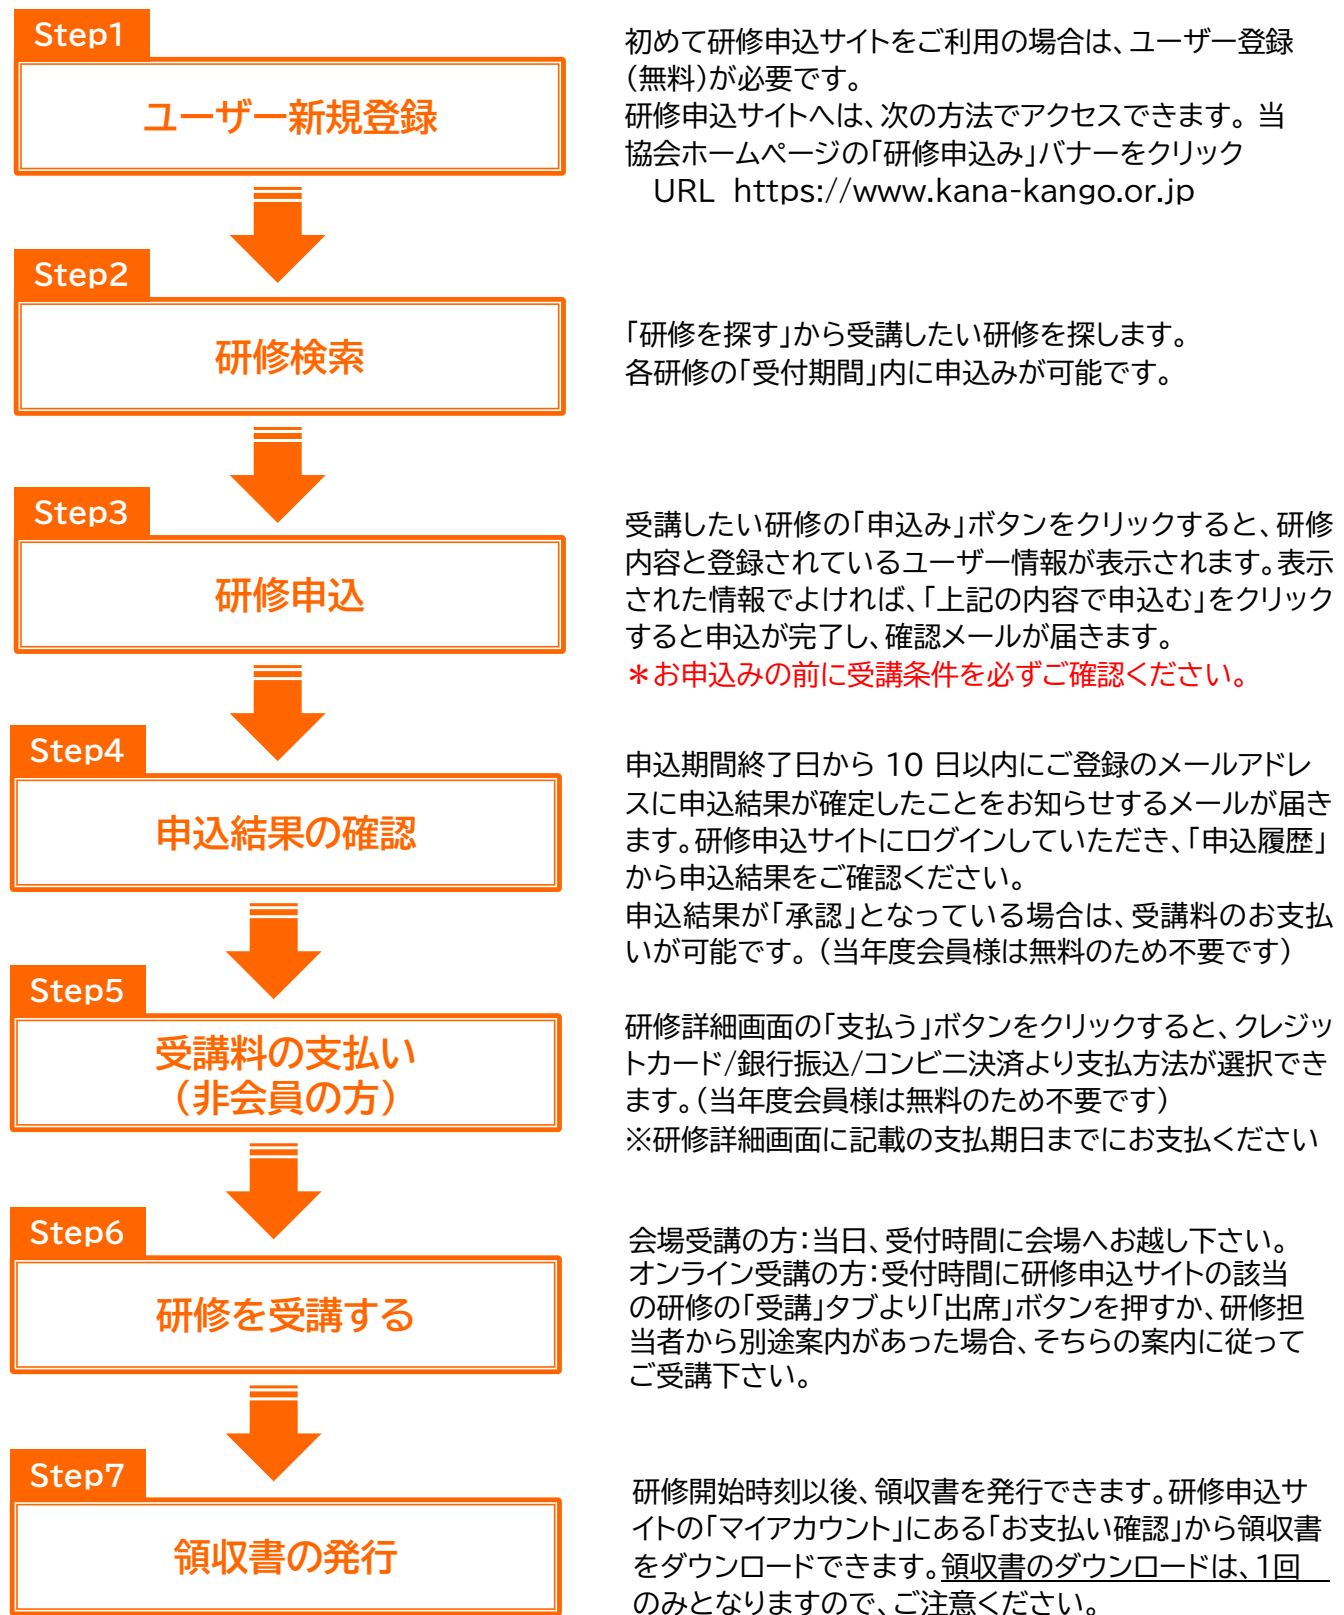 Step1
ユーザー新規登録
初めて研修申込サイトをご利用の場合は、ユーザー登録
(無料)が必要です。
研修申込サイトへは、次の方法でアクセスできます。当
協会ホームページの「研修申込み」バナーをクリック
URL https://www.kana-kango.or.jp
Step2
研修検索
「研修を探す」から受講したい研修を探します。
各研修の「受付期間」内に申込みが可能です。
Step3
研修申込
受講したい研修の「申込み」ボタンをクリックすると、研修
内容と登録されているユーザー情報が表示されます。表示
された情報でよければ、「上記の内容で申込む」をクリック
すると申込が完了し、確認メールが届きます。
＊お申込みの前に受講条件を必ずご確認ください。
Step4
申込結果の確認
申込期間終了日から 10 日以内にご登録のメールアドレ
スに申込結果が確定したことをお知らせするメールが届き
ます。研修申込サイトにログインしていただき、「申込履歴」
から申込結果をご確認ください。
申込結果が「承認」となっている場合は、受講料のお支払
いが可能です。(当年度会員様は無料のため不要です)
Step5
受講料の支払い
(非会員の方)
研修詳細画面の「支払う」ボタンをクリックすると、クレジッ
トカード/銀行振込/コンビニ決済より支払方法が選択でき
ます。(当年度会員様は無料のため不要です)
※研修詳細画面に記載の支払期日までにお支払ください
Step6
研修を受講する
会場受講の方：当日、受付時間に会場へお越し下さい。
オンライン受講の方：受付時間に研修申込サイトの該当
の研修の「受講」タブより「出席」ボタンを押すか、研修担
当者から別途案内があった場合、そちらの案内に従って
ご受講下さい。
Step7
領収書の発行
研修開始時刻以後、領収書を発行できます。研修申込サ
イトの「マイアカウント」にある「お支払い確認」から領収書
をダウンロードできます。領収書のダウンロードは、1回
のみとなりますので、ご注意ください。